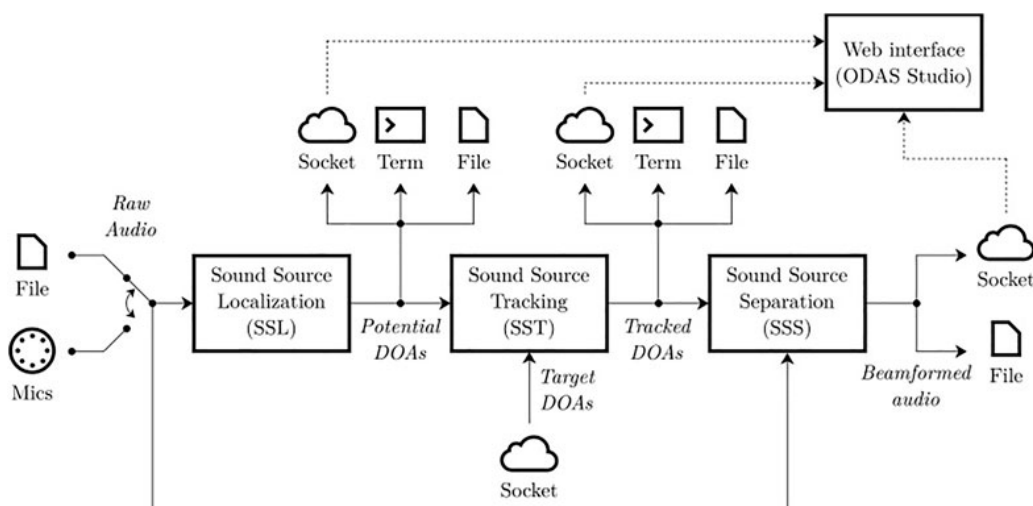 Web interface
(ODAS Studio)
Socket
Term
File
Socket
Term
File
Raw
Audio
File
Mics
Sound Source
Localization
(SSL)
Potential
DOAs
Sound Source
Tracking
(SST)
Target
DOAs
Socket
Tracked
DOAs
Sound Source
Separation
(SSS)
Beamformed
audio
Socket
File